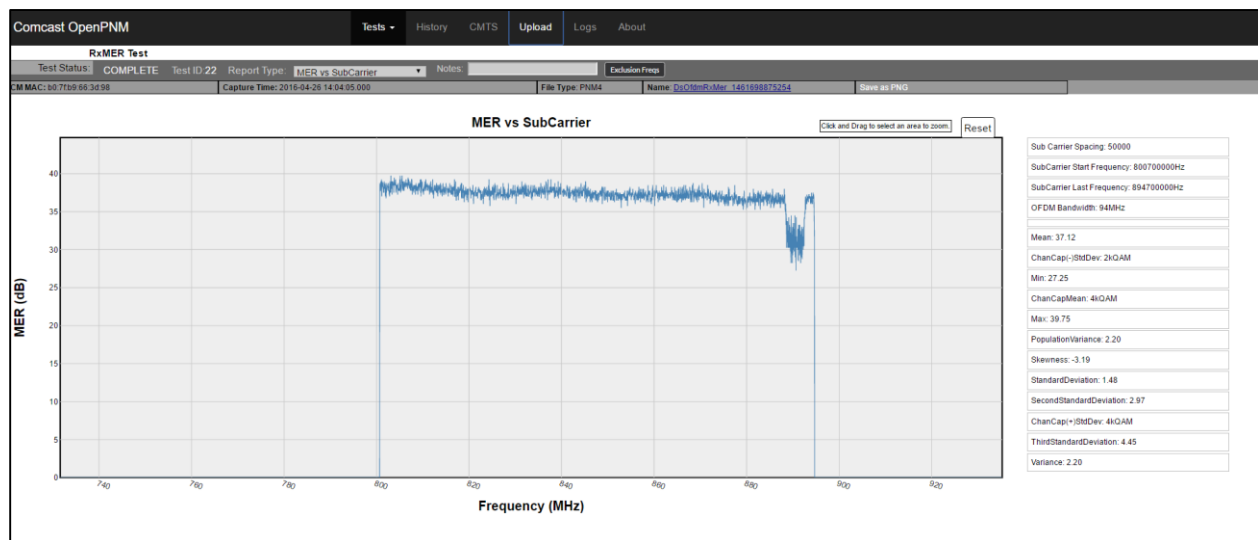 Comcast OpenPNM Tests History CMTS Upload Logs About
RxMER Test
Test Status: COMPLETE Test ID: 22 Report Type: MER vs SubCarrier Notes: Exclusion Freqs
CM MAC: b0:7f:b9:66:3d:98 Capture Time: 2016-04-26 14:04:05.000 File Type: PNM4 Name: DsOfdmRxMer_1461698875254 Save as PNG
MER vs SubCarrier
Click and Drag to select an area to zoom.
Reset
40
35
30
25
20
15
10
5
0
MER (dB)
740 760 780 800 820 840 860 880 900 920
Frequency (MHz)
Sub Carrier Spacing: 50000
SubCarrier Start Frequency: 800700000Hz
SubCarrier Last Frequency: 894700000Hz
OFDM Bandwidth: 94MHz
Mean: 37.12
ChanCap(-)StdDev: 2kQAM
Min: 27.25
ChanCapMean: 4kQAM
Max: 39.75
PopulationVariance: 2.20
Skewness: -3.19
StandardDeviation: 1.48
SecondStandardDeviation: 2.97
ChanCap(+)StdDev: 4kQAM
ThirdStandardDeviation: 4.45
Variance: 2.20